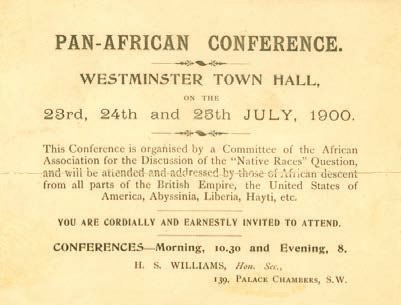 PAN-AFRICAN CONFERENCE.
WESTMINSTER TOWN HALL,
ON THE
23rd, 24th and 25th JULY, 1900.
This Conference is organised by a Committee of the African
Association for the Discussion of the "Native Races" Question,
and will be attended and addressed by those of African descent
from all parts of the British Empire, the United States of
America, Abyssinia, Liberia, Hayti, etc.
YOU ARE CORDIALLY AND EARNESTLY INVITED TO ATTEND.
CONFERENCES—Morning, 10.30 and Evening, 8.
H. S. WILLIAMS, Hon. Sec.,
139, PALACE CHAMBERS, S.W.